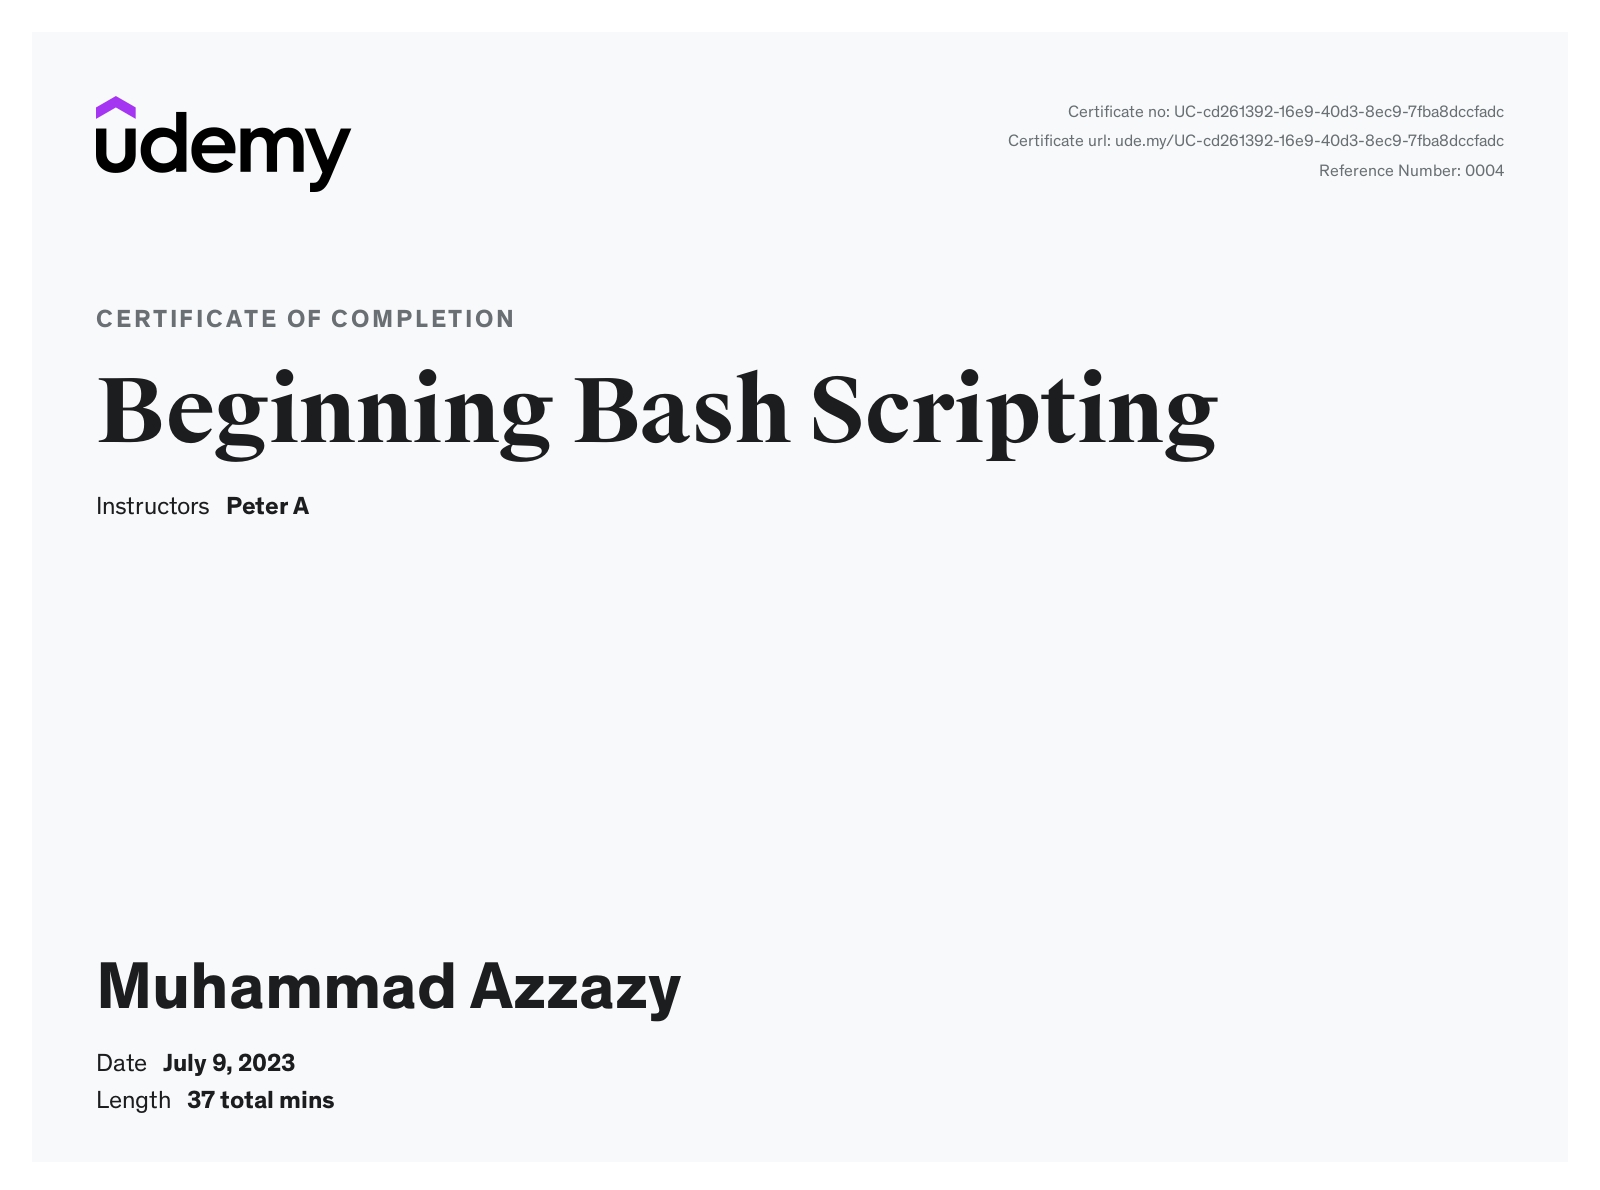 udemy
Certificate no: UC-cd261392-16e9-40d3-8ec9-7fba8dccfadc
Certificate url: ude.my/UC-cd261392-16e9-40d3-8ec9-7fba8dccfadc
Reference Number: 0004
CERTIFICATE OF COMPLETION
Beginning Bash Scripting
Instructors Peter A
Muhammad Azzazy
Date July 9, 2023
Length 37 total mins